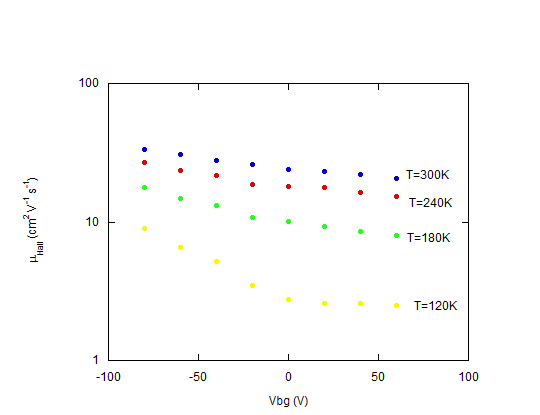 100
10
1
μHall (cm2 V-1 s-1)
T=300K
T=240K
T=180K
T=120K
-100 -50 0 50 100
Vbg (V)